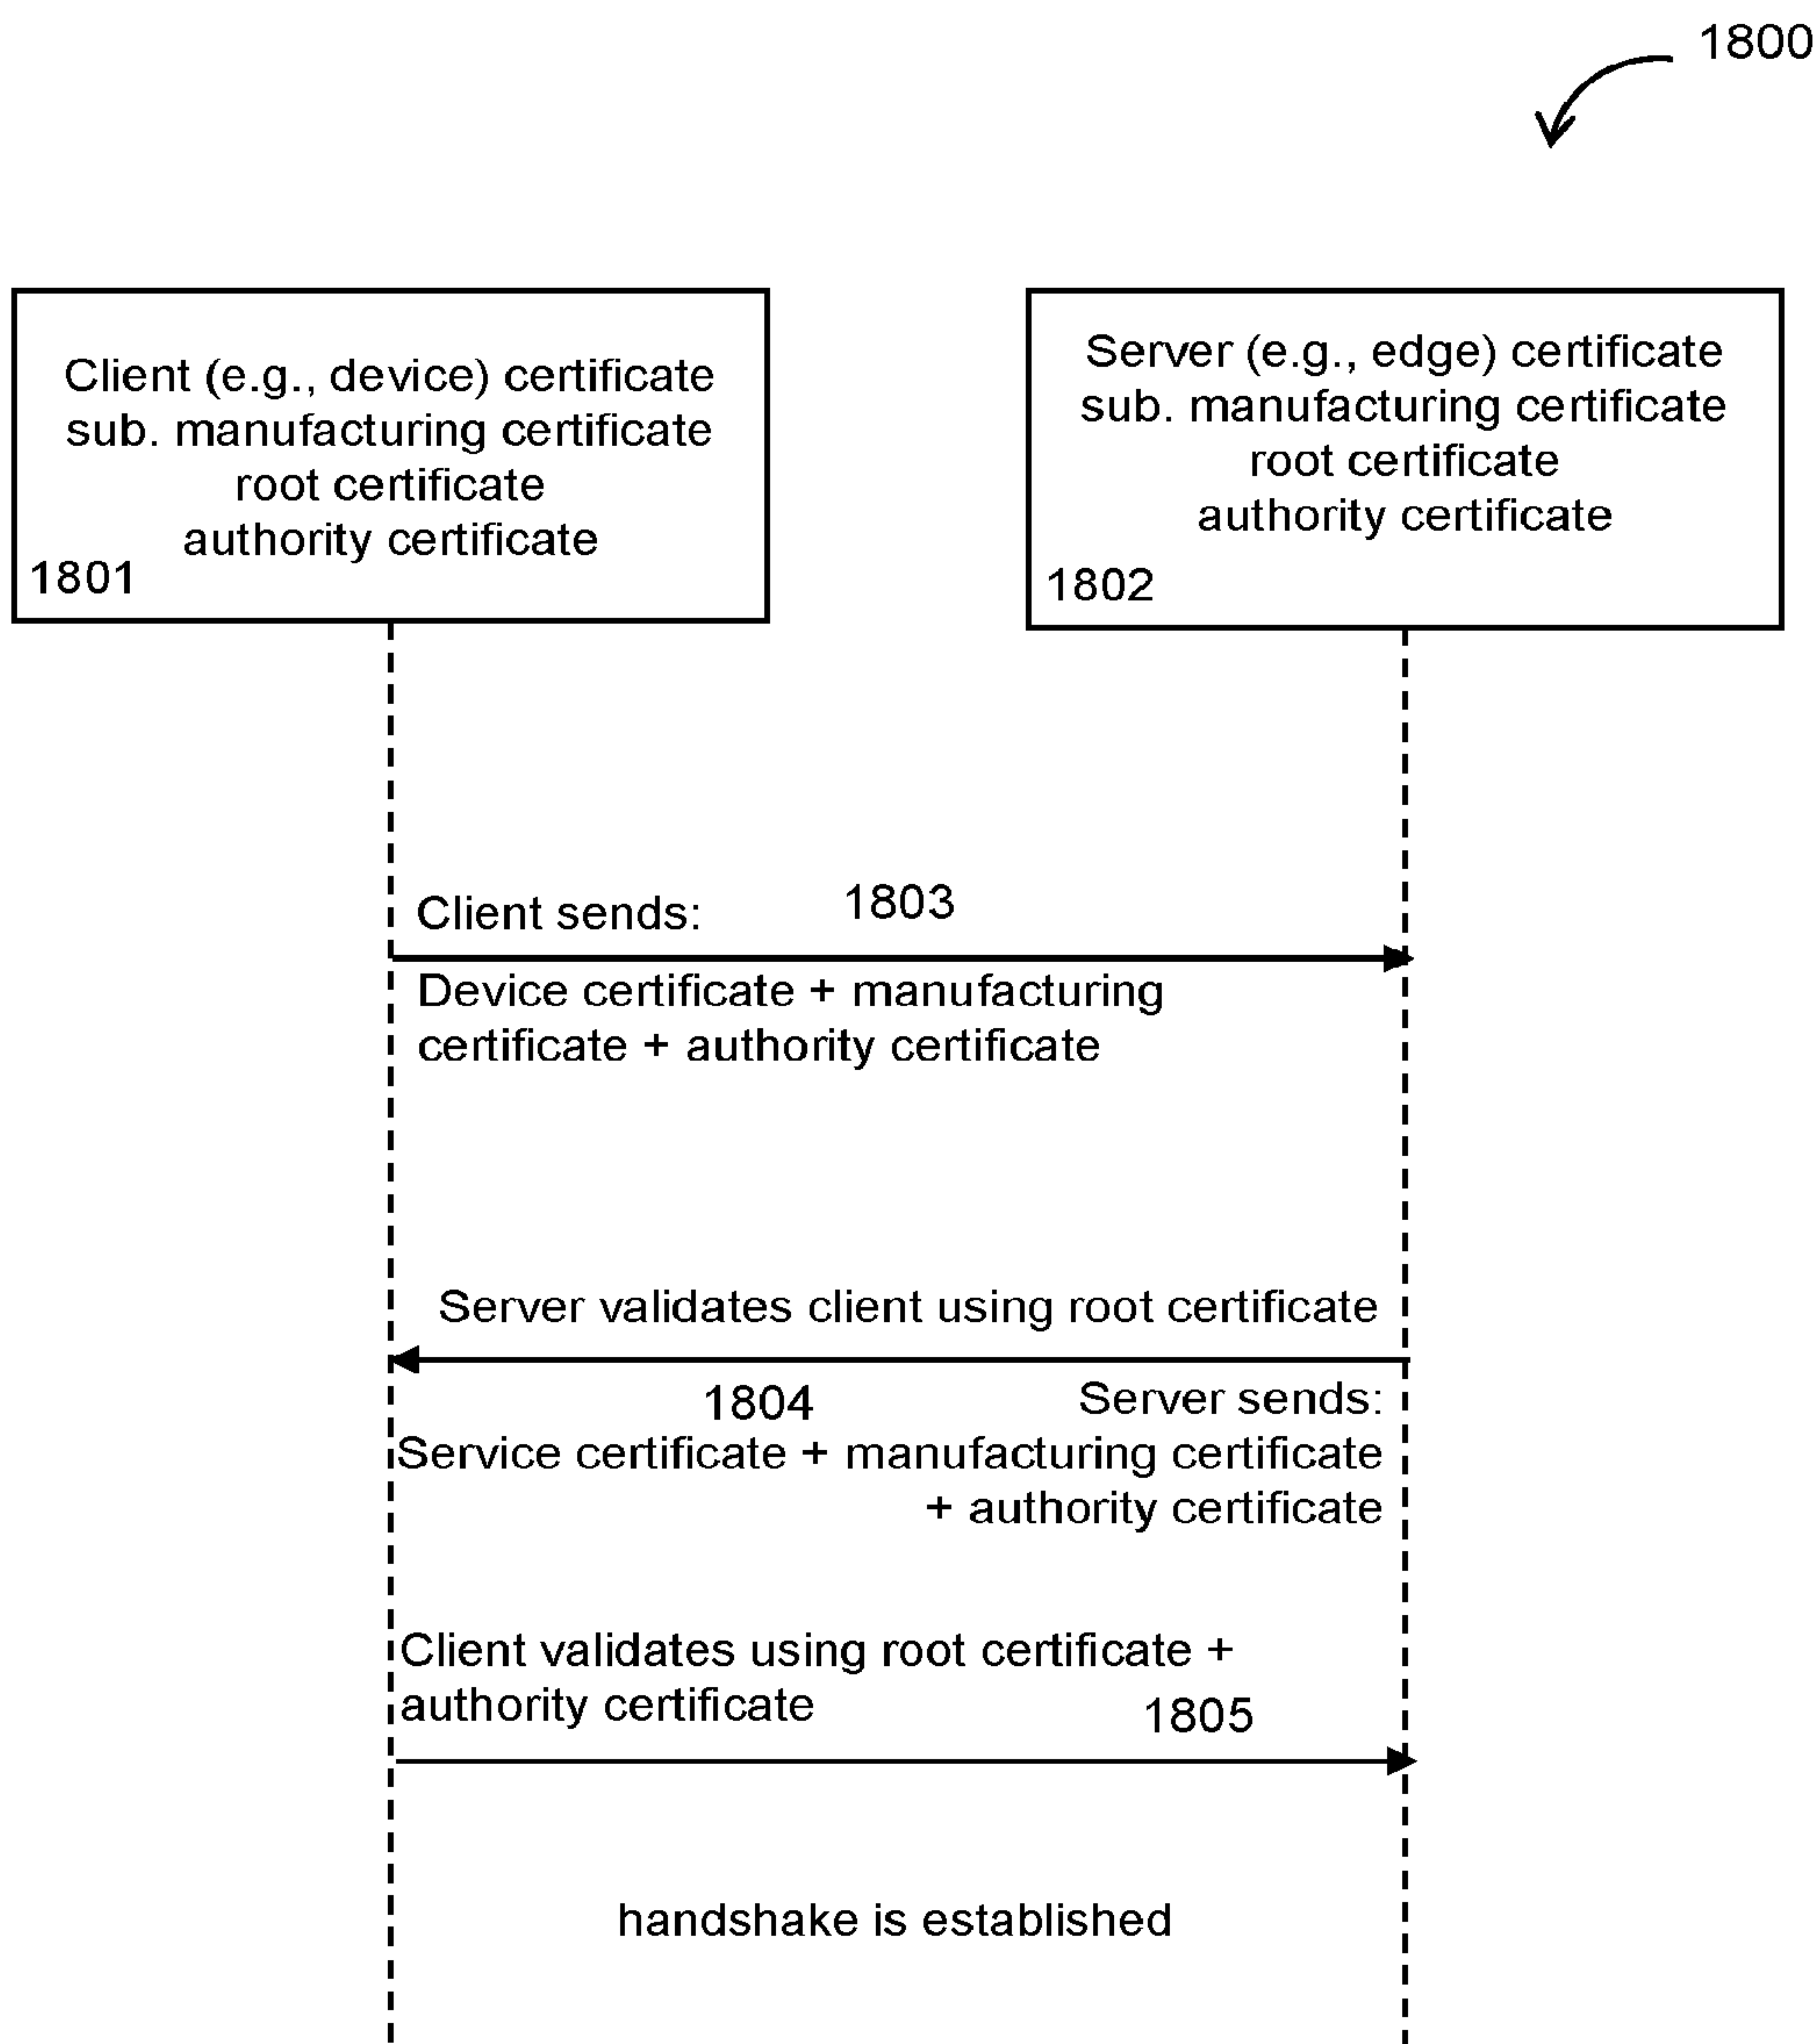 1800
Client (e.g., device) certificate
sub. manufacturing certificate
root certificate
authority certificate
1801
Server (e.g., edge) certificate
sub. manufacturing certificate
root certificate
authority certificate
1802
Client sends:
1803
Device certificate + manufacturing
certificate + authority certificate
Server validates client using root certificate
1804
Server sends:
Service certificate + manufacturing certificate
+ authority certificate
Client validates using root certificate +
authority certificate
1805
handshake is established